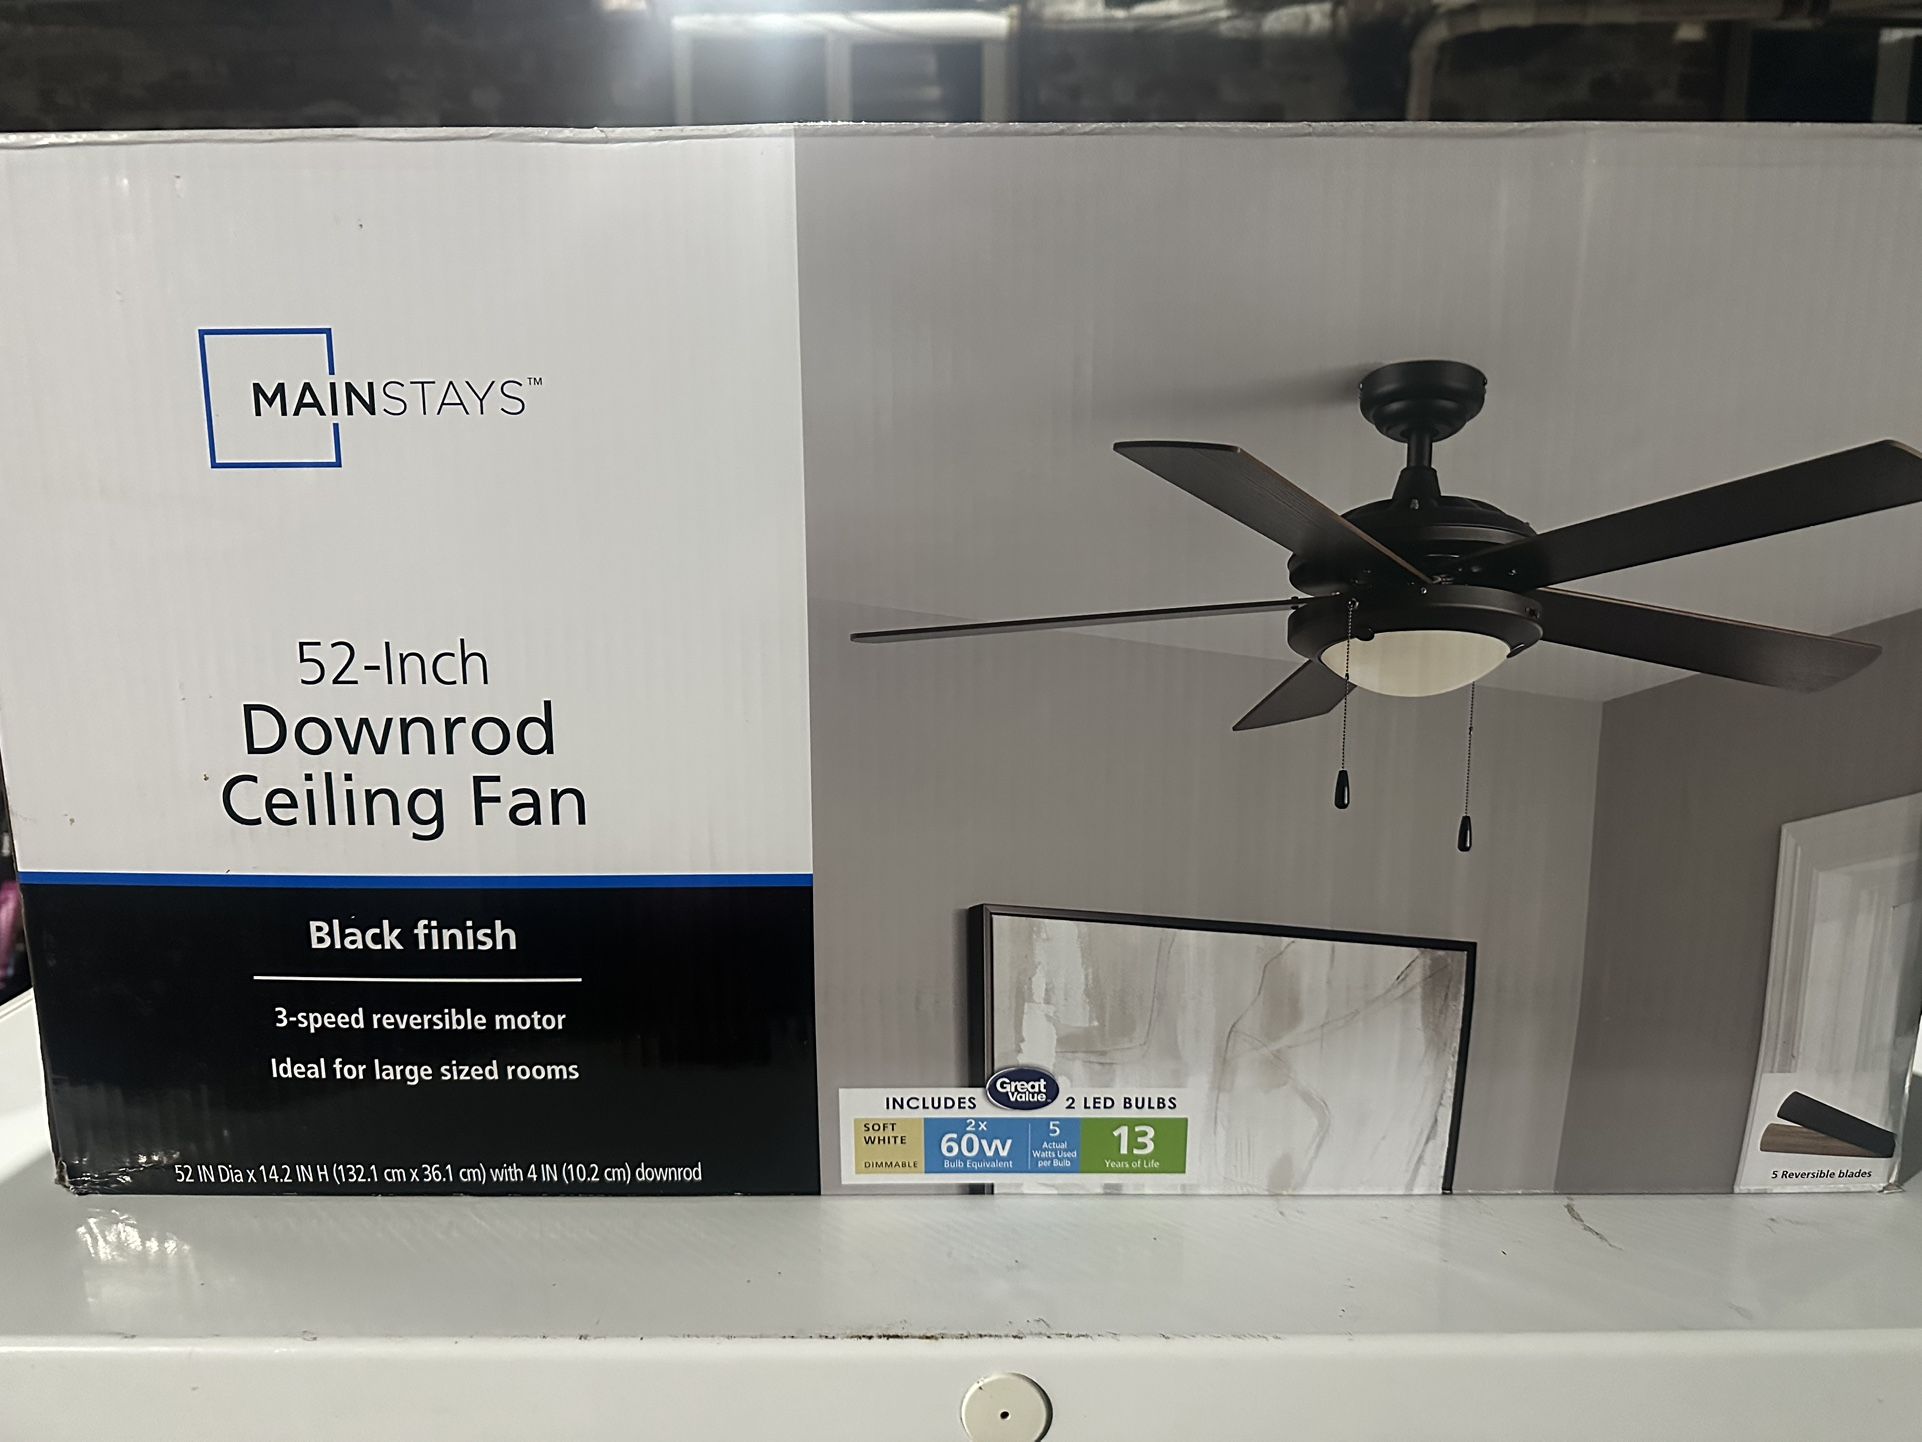 MAINSTAYS™
52-Inch
Downrod
Ceiling Fan
Black finish
3-speed reversible motor
Ideal for large sized rooms
52 IN Dia x 14.2 IN H (132.1 cm x 36.1 cm) with 4 IN (10.2 cm) downrod
INCLUDES Great Value 2 LED BULBS
SOFT WHITE
DIMMABLE
2x
60w
Bulb Equivalent
5
Actual
Watts Used
per Bulb
13
Years of Life
5 Reversible blades